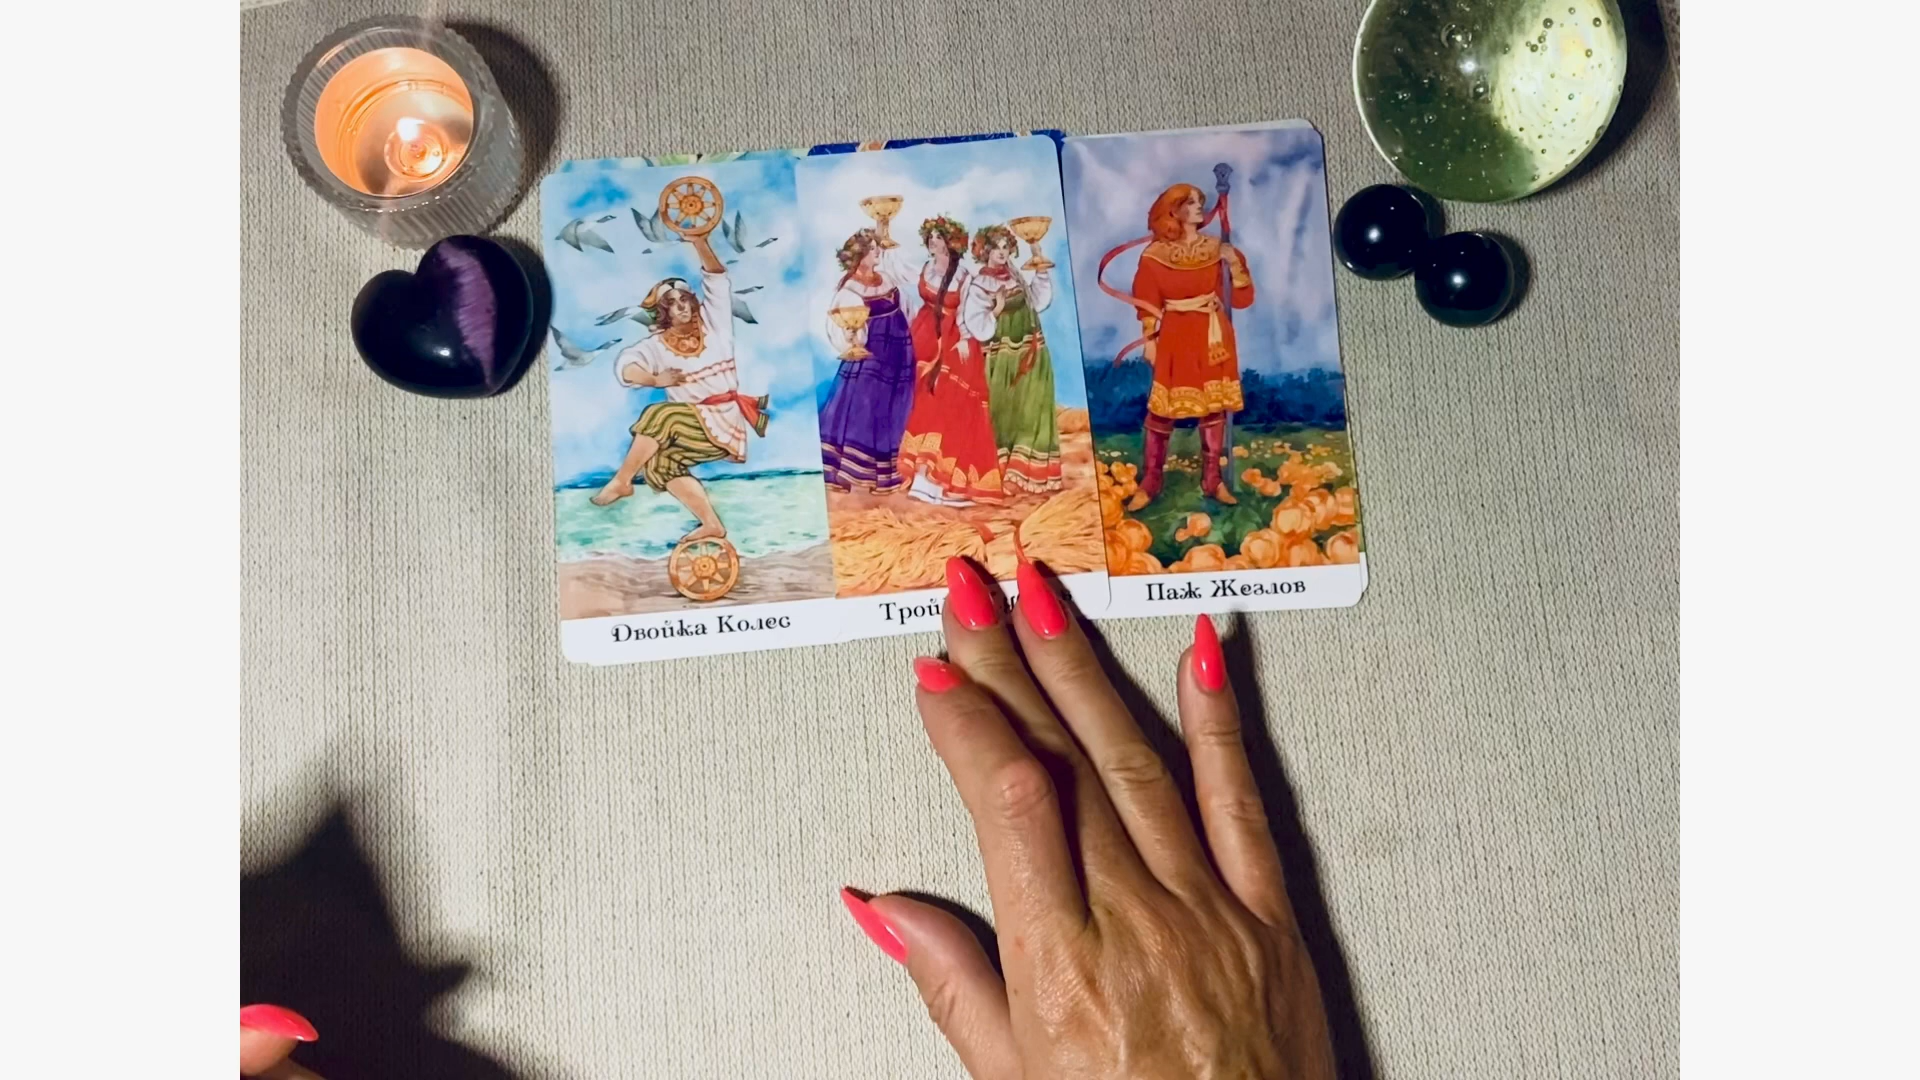 Двойка Колес
Паж Жезлов